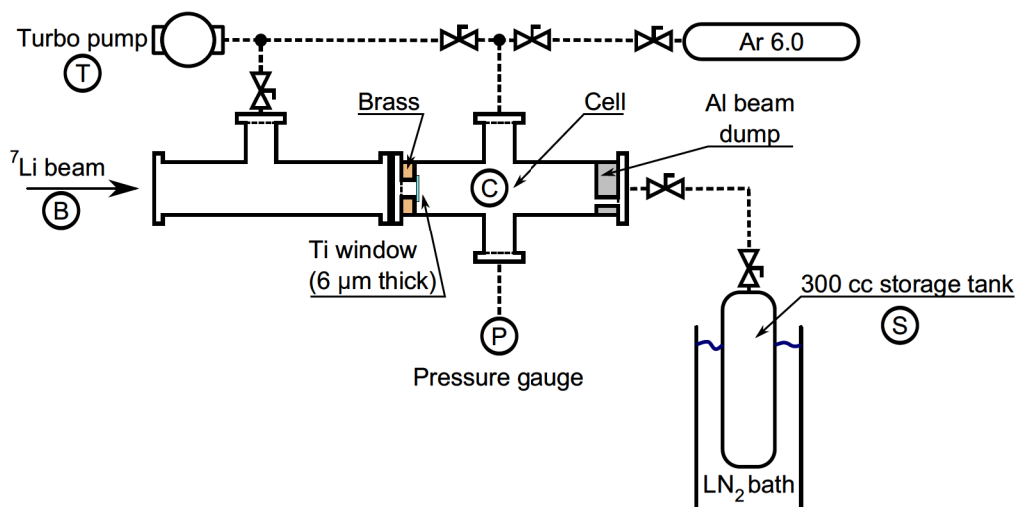 Turbo pump
T
Ar 6.0
Brass
Cell
Al beam
dump
⁷Li beam
B
C
Ti window
(6 µm thick)
P
Pressure gauge
300 cc storage tank
S
LN₂ bath